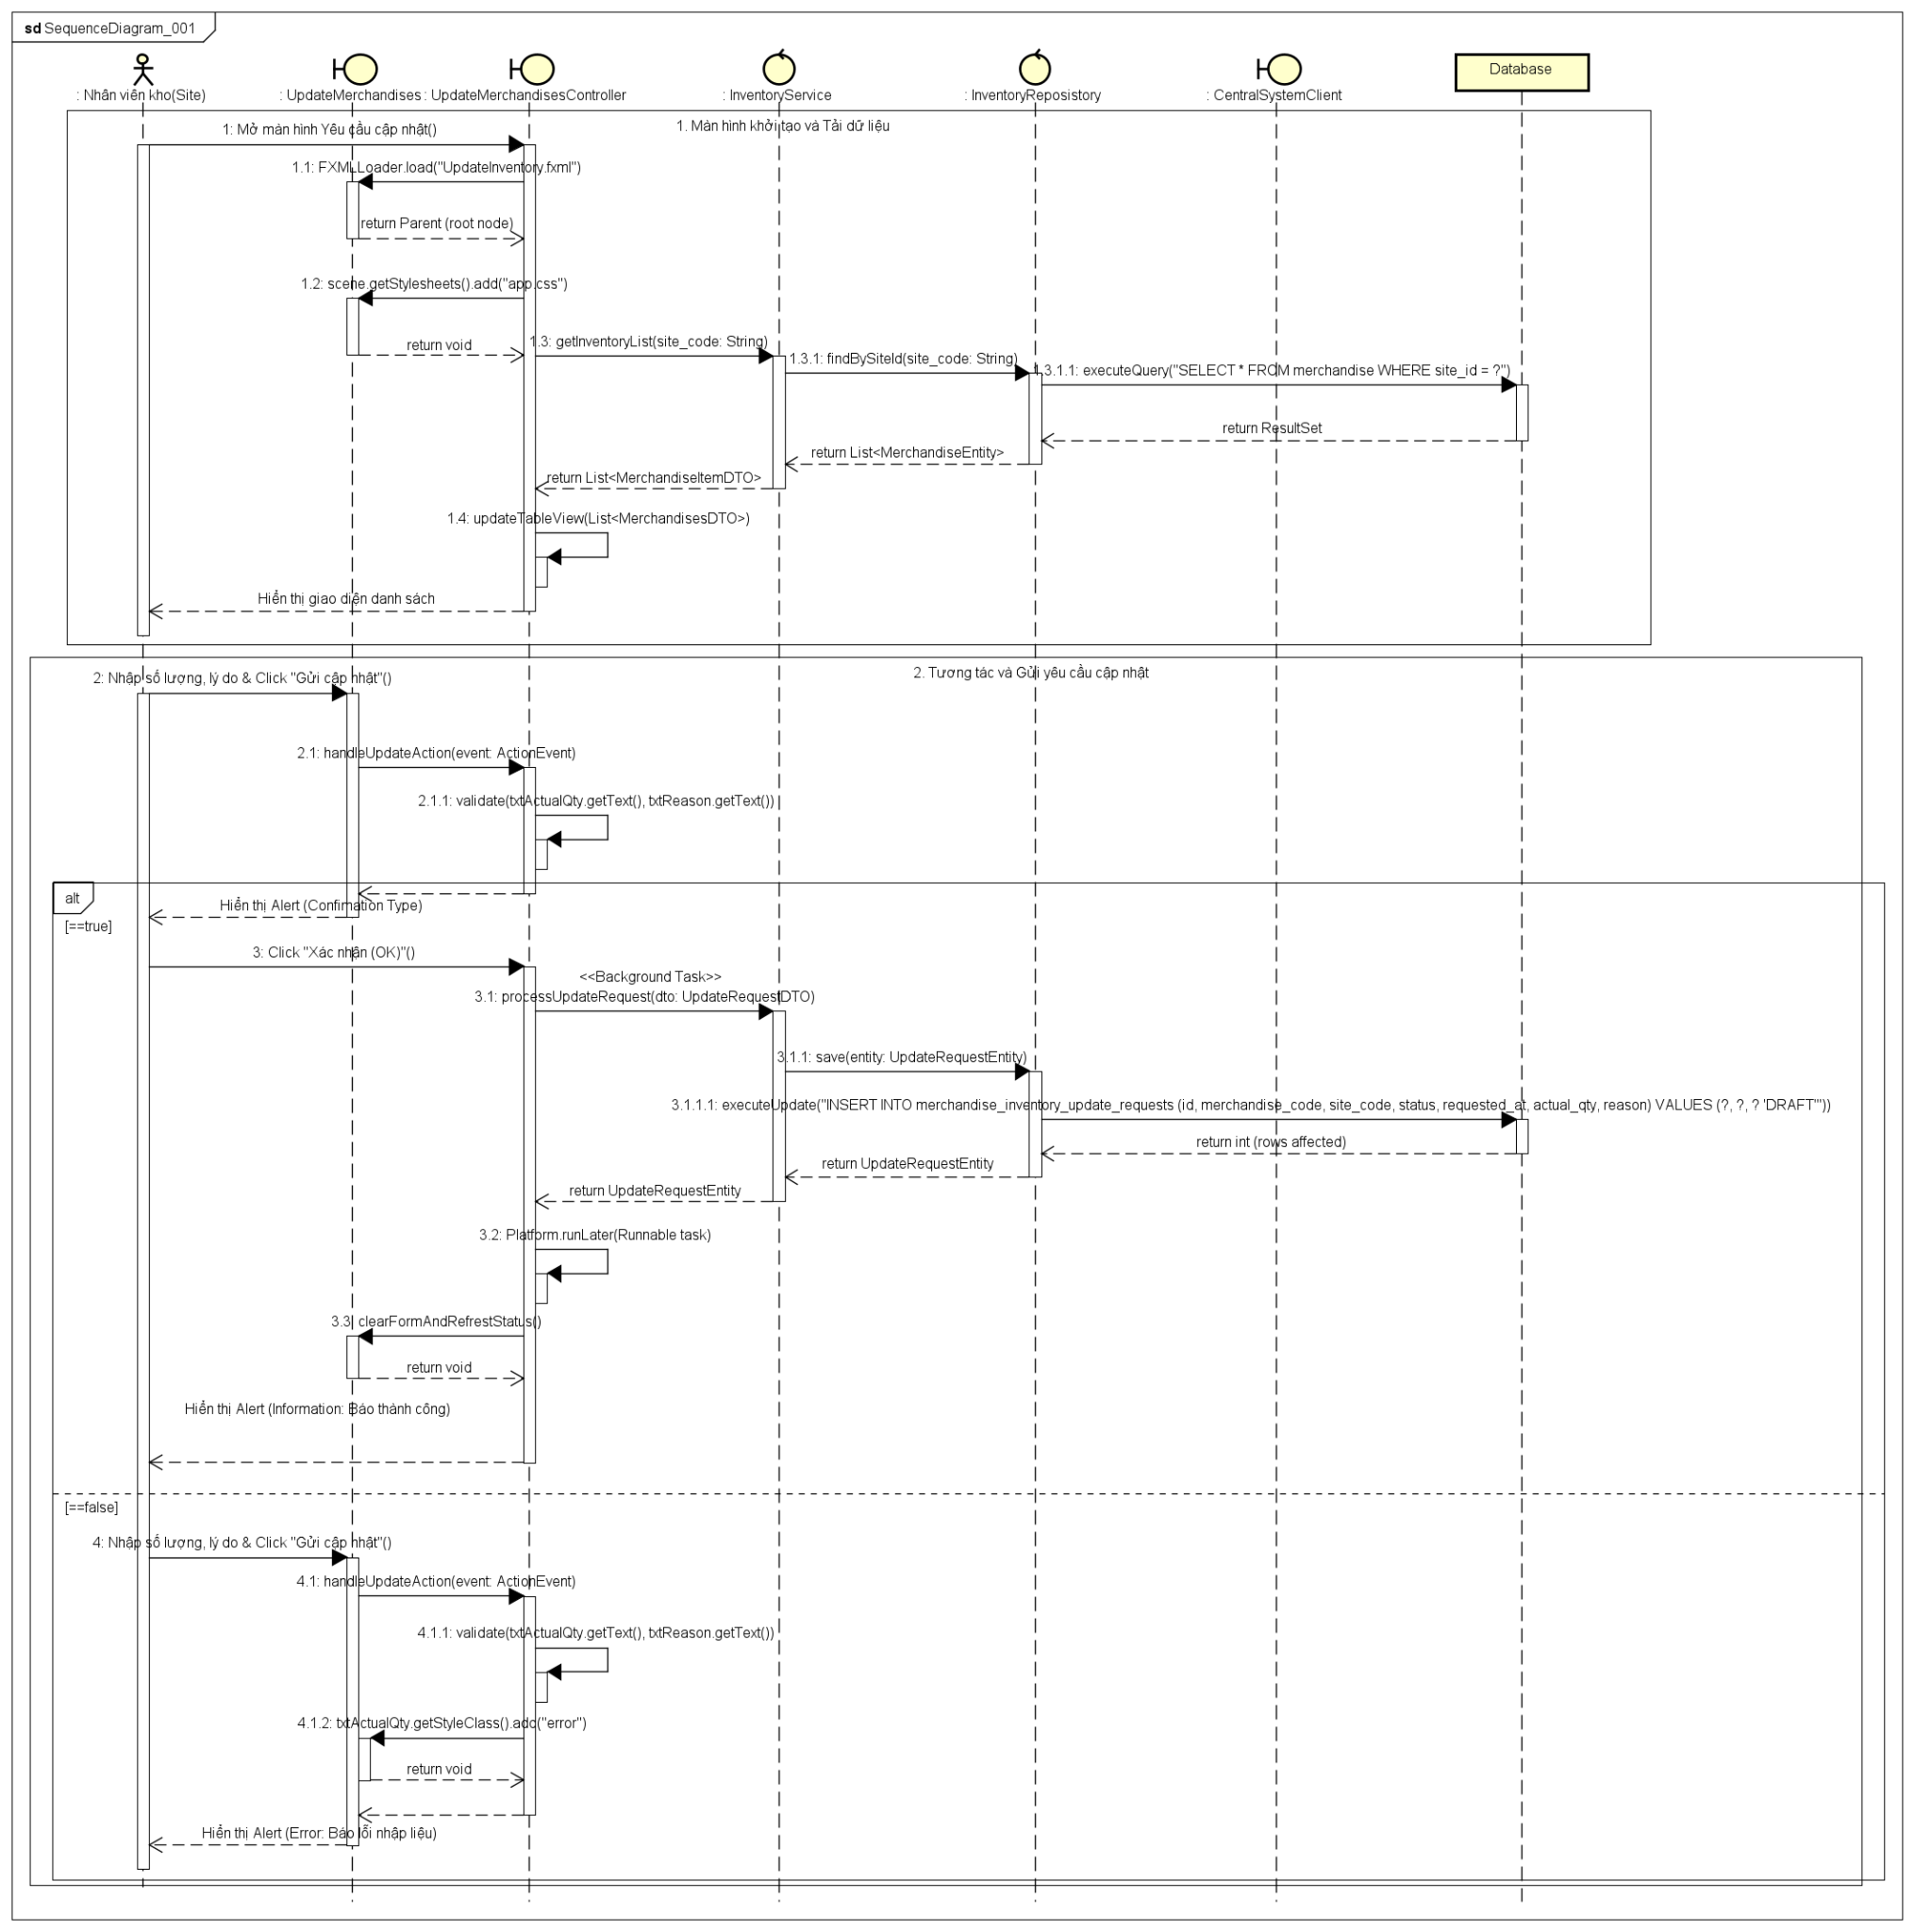 sd SequenceDiagram_001
: Nhân viên kho(Site)
: UpdateMerchandises
: UpdateMerchandisesController
: InventoryService
: InventoryReposistory
: CentralSystemClient
Database
1. Màn hình khởi tạo và Tải dữ liệu
1: Mở màn hình Yêu cầu cập nhật()
1.1: FXMLLoader.load("UpdateInventory.fxml")
return Parent (root node)
1.2: scene.getStylesheets().add("app.css")
return void
1.3: getInventoryList(site_code: String)
1.3.1: findBySiteId(site_code: String)
1.3.1.1: executeQuery("SELECT * FROM merchandise WHERE site_id = ?")
return ResultSet
return List<MerchandiseEntity>
return List<MerchandiseItemDTO>
1.4: updateTableView(List<MerchandisesDTO>)
Hiển thị giao diện danh sách
2. Tương tác và Gửi yêu cầu cập nhật
2: Nhập số lượng, lý do & Click "Gửi cập nhật"()
2.1: handleUpdateAction(event: ActionEvent)
2.1.1: validate(txtActualQty.getText(), txtReason.getText())
alt
Hiển thị Alert (Confimation Type)
[==true]
3: Click "Xác nhận (OK)"()
<<Background Task>>
3.1: processUpdateRequest(dto: UpdateRequestDTO)
3.1.1: save(entity: UpdateRequestEntity)
3.1.1.1: executeUpdate("INSERT INTO merchandise_inventory_update_requests (id, merchandise_code, site_code, status, requested_at, actual_qty, reason) VALUES (?, ?, ? 'DRAFT'"))
return int (rows affected)
return UpdateRequestEntity
return UpdateRequestEntity
3.2: Platform.runLater(Runnable task)
3.3: clearFormAndRefrestStatus()
return void
Hiển thị Alert (Information: Báo thành công)
[==false]
4: Nhập số lượng, lý do & Click "Gửi cập nhật"()
4.1: handleUpdateAction(event: ActionEvent)
4.1.1: validate(txtActualQty.getText(), txtReason.getText())
4.1.2: txtActualQty.getStyleClass().add("error")
return void
Hiển thị Alert (Error: Báo lỗi nhập liệu)